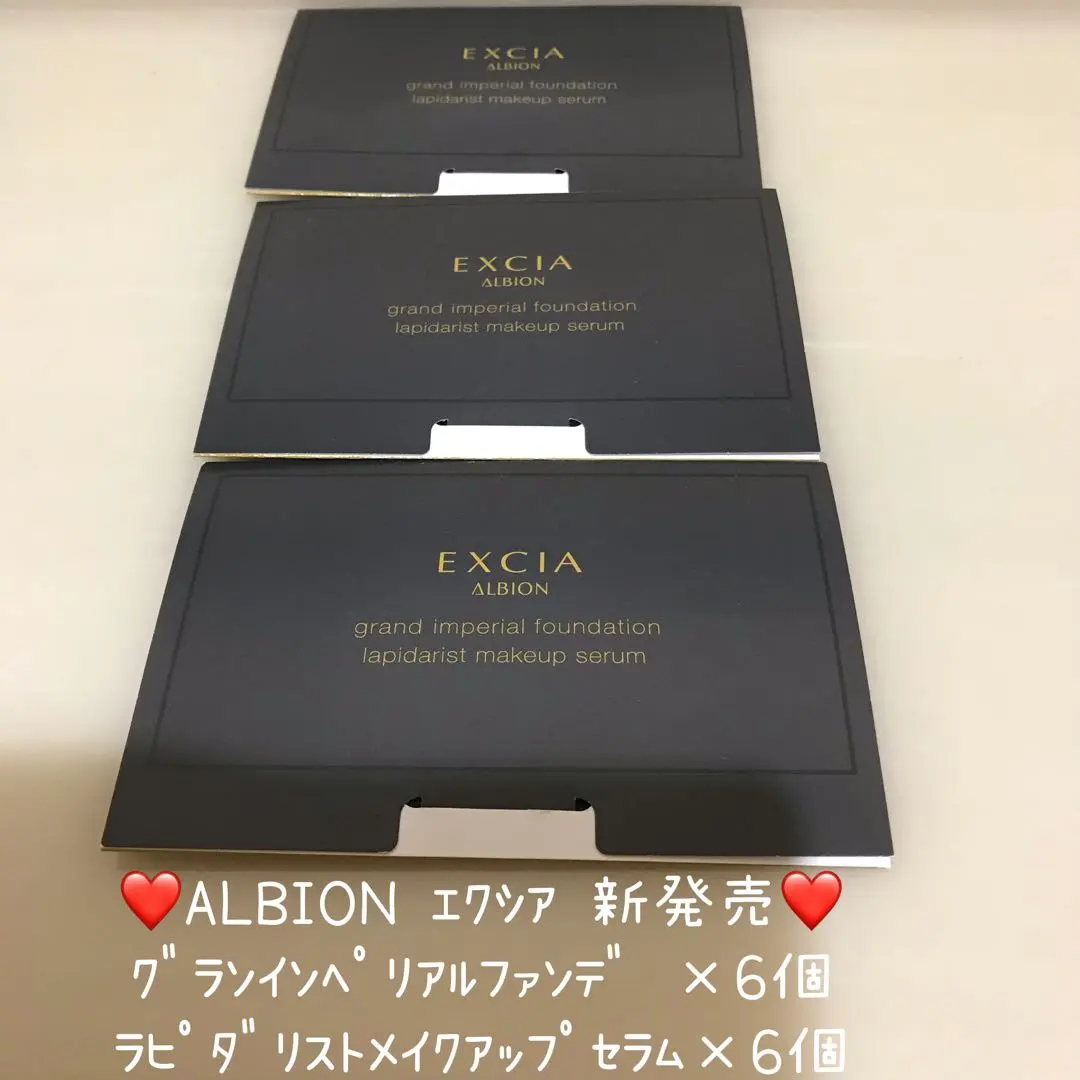 EXCIA
ALBION
grand imperial foundation
lapidarist makeup serum
EXCIA
ALBION
grand imperial foundation
lapidarist makeup serum
EXCIA
ALBION
grand imperial foundation
lapidarist makeup serum
❤️ALBION エクシア 新発売❤️
グランインペリアルファンデ ×6個
ラピダリストメイクアップセラム×6個